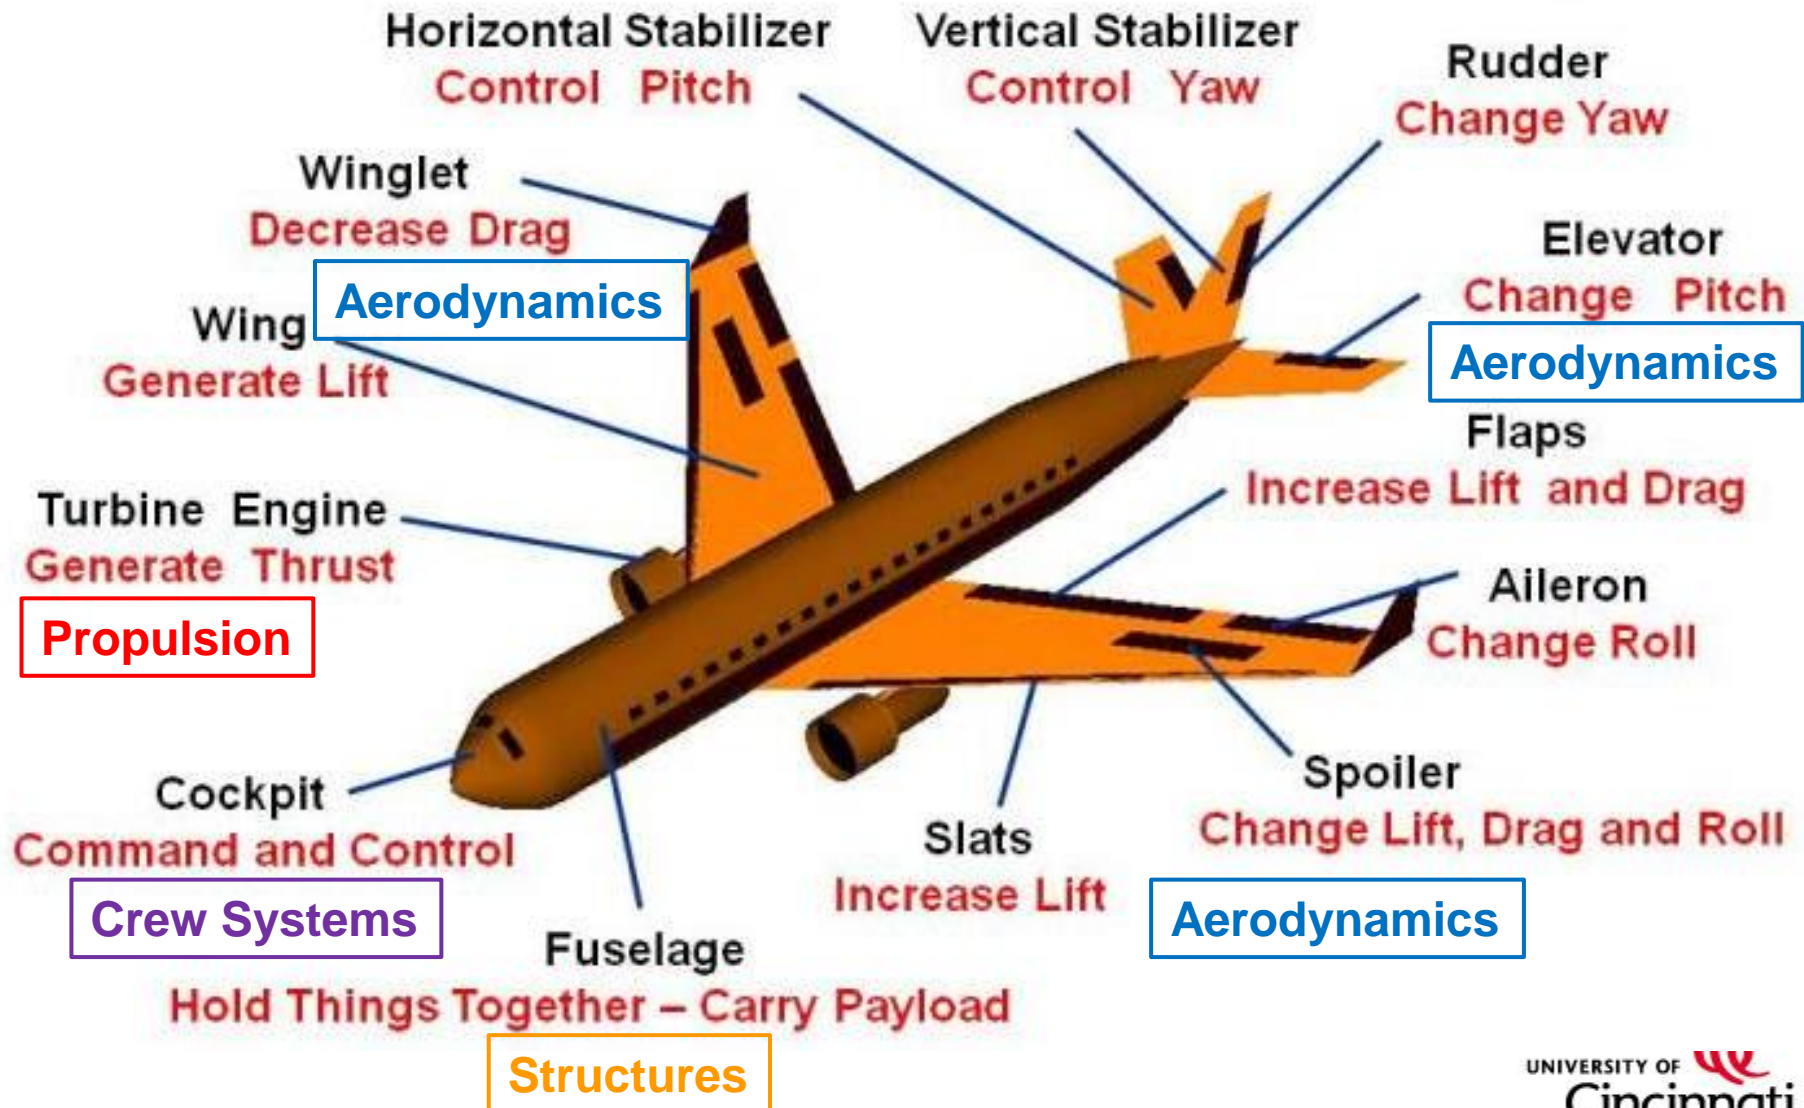 Horizontal Stabilizer
Control Pitch
Vertical Stabilizer
Control Yaw
Rudder
Change Yaw
Winglet
Decrease Drag
Aerodynamics
Wing
Generate Lift
Elevator
Change Pitch
Aerodynamics
Flaps
Increase Lift and Drag
Turbine Engine
Generate Thrust
Propulsion
Aileron
Change Roll
Cockpit
Command and Control
Crew Systems
Spoiler
Change Lift, Drag and Roll
Slats
Increase Lift
Aerodynamics
Fuselage
Hold Things Together – Carry Payload
Structures
UNIVERSITY OF
Cincinnati